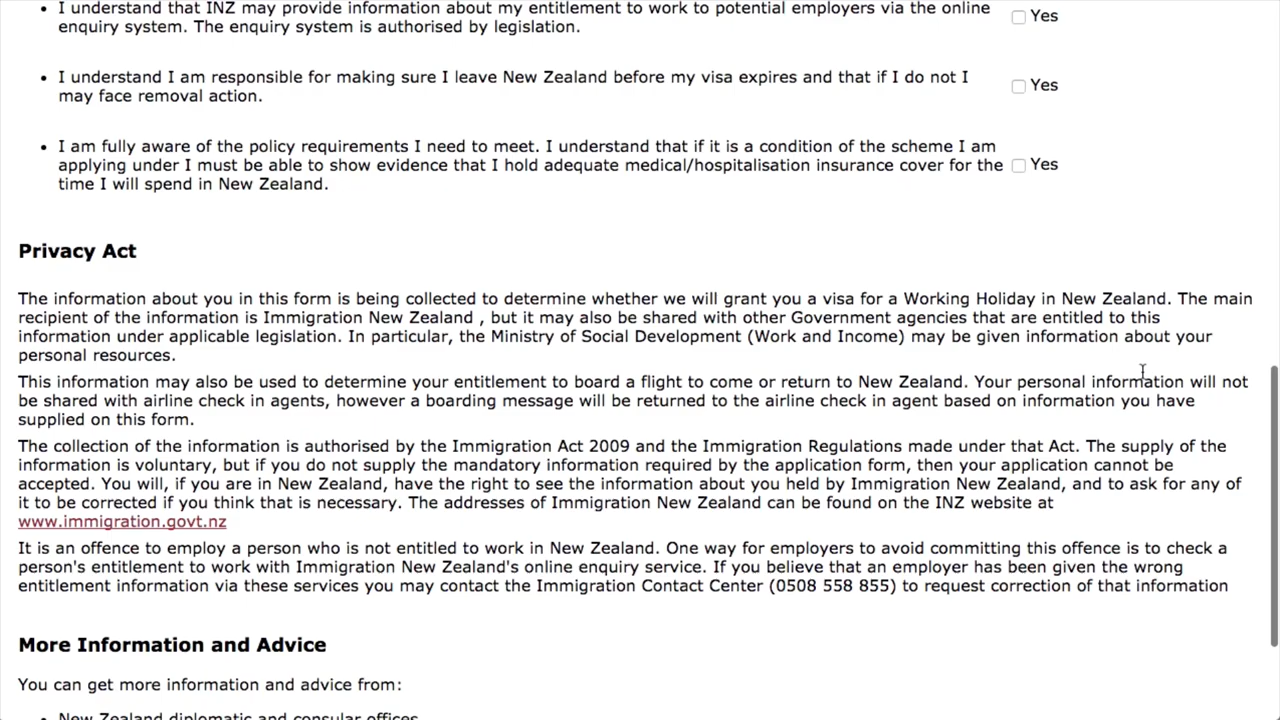 I understand that INZ may provide information about my entitlement to work to potential employers via the online
enquiry system. The enquiry system is authorised by legislation.
Yes
I understand I am responsible for making sure I leave New Zealand before my visa expires and that if I do not I
may face removal action.
Yes
I am fully aware of the policy requirements I need to meet. I understand that if it is a condition of the scheme I am
applying under I must be able to show evidence that I hold adequate medical/hospitalisation insurance cover for the
time I will spend in New Zealand.
Yes
Privacy Act
The information about you in this form is being collected to determine whether we will grant you a visa for a Working Holiday in New Zealand. The main
recipient of the information is Immigration New Zealand , but it may also be shared with other Government agencies that are entitled to this
information under applicable legislation. In particular, the Ministry of Social Development (Work and Income) may be given information about your
personal resources.
This information may also be used to determine your entitlement to board a flight to come or return to New Zealand. Your personal information will not
be shared with airline check in agents, however a boarding message will be returned to the airline check in agent based on information you have
supplied on this form.
The collection of the information is authorised by the Immigration Act 2009 and the Immigration Regulations made under that Act. The supply of the
information is voluntary, but if you do not supply the mandatory information required by the application form, then your application cannot be
accepted. You will, if you are in New Zealand, have the right to see the information about you held by Immigration New Zealand, and to ask for any of
it to be corrected if you think that is necessary. The addresses of Immigration New Zealand can be found on the INZ website at
www.immigration.govt.nz
It is an offence to employ a person who is not entitled to work in New Zealand. One way for employers to avoid committing this offence is to check a
person's entitlement to work with Immigration New Zealand's online enquiry service. If you believe that an employer has been given the wrong
entitlement information via these services you may contact the Immigration Contact Center (0508 558 855) to request correction of that information
More Information and Advice
You can get more information and advice from:
New Zealand diplomatic and consular offices